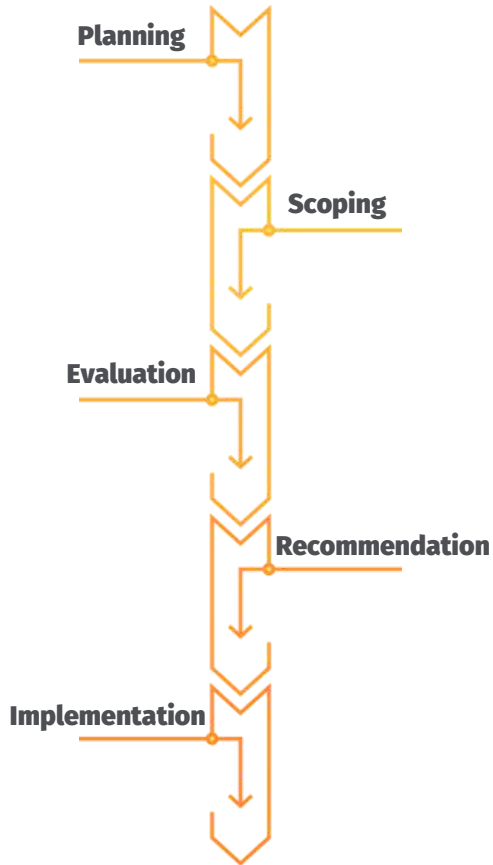 Planning
Scoping
Evaluation
Recommendation
Implementation